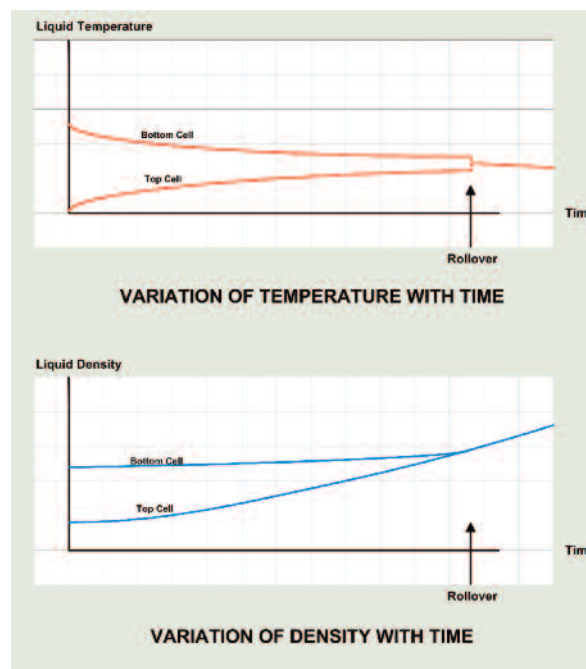 Liquid Temperature
Bottom Cell
Top Cell
Tim
Rollover
VARIATION OF TEMPERATURE WITH TIME
Liquid Density
Bottom Cell
Top Cell
Tim
Rollover
VARIATION OF DENSITY WITH TIME